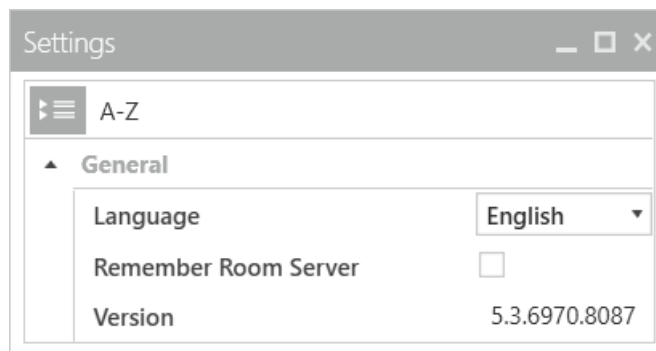 Settings
A-Z
General
Language English
Remember Room Server
Version 5.3.6970.8087